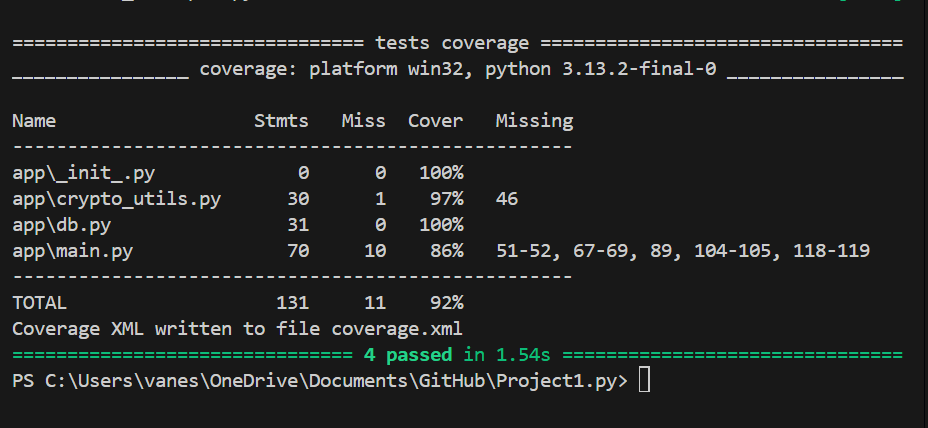 =============================== tests coverage ================================
_______________ coverage: platform win32, python 3.13.2-final-0 _______________
Name                  Stmts   Miss  Cover   Missing
---------------------------------------------------
app\_init_.py             0      0   100%
app\crypto_utils.py      30      1    97%   46
app\db.py                31      0   100%
app\main.py              70     10    86%   51-52, 67-69, 89, 104-105, 118-119
---------------------------------------------------
TOTAL                   131     11    92%
Coverage XML written to file coverage.xml
============================== 4 passed in 1.54s ==============================
PS C:\Users\vanes\OneDrive\Documents\GitHub\Project1.py>